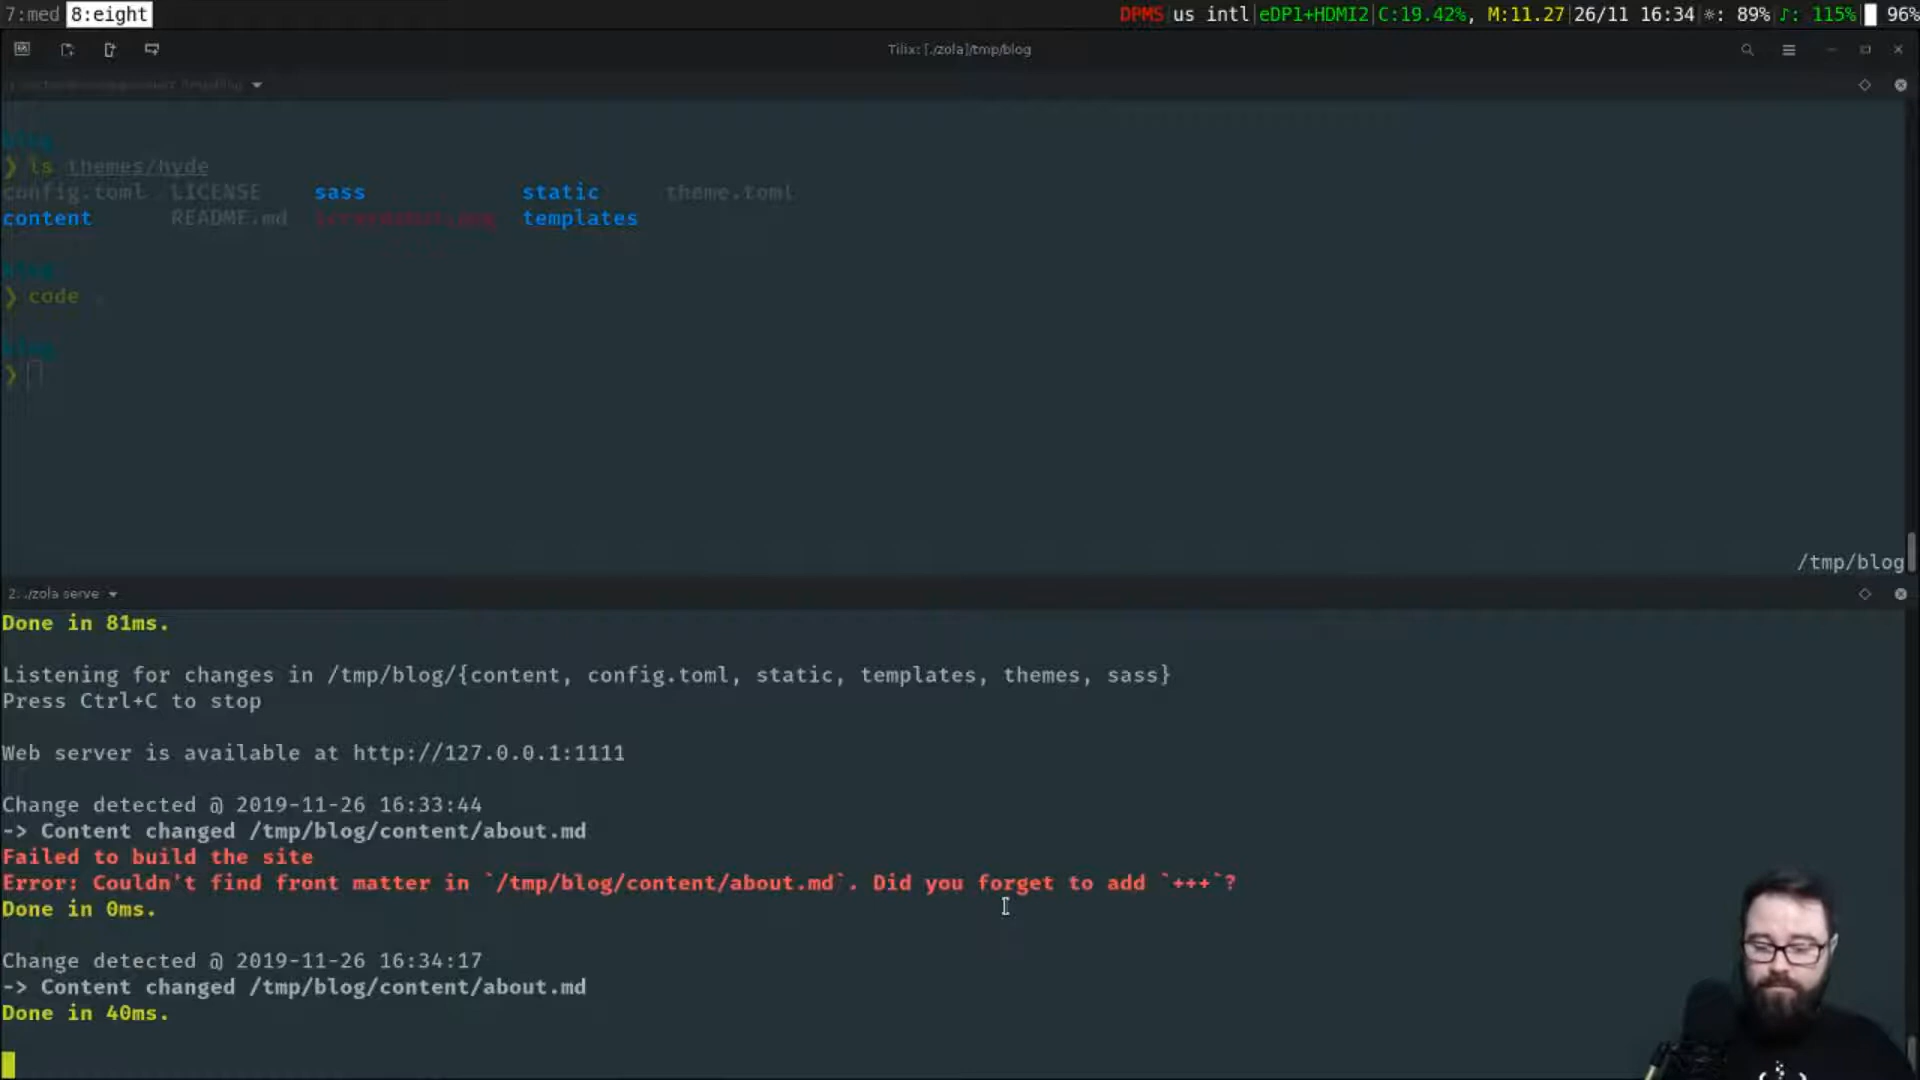 7:med 8:eight
DPMS us intl|eDP1+HDMI2|C:19.42%, M:11.27|26/11 16:34 ☼: 89% ♪: 115% 96%
Tilix: [./zola]/tmp/blog
blog
❯ ls themes/hyde
config.toml LICENSE sass static theme.toml
content README.md screenshot.png templates
blog
❯ code .
blog
❯
/tmp/blog
2: ./zola serve
Done in 81ms.
Listening for changes in /tmp/blog/{content, config.toml, static, templates, themes, sass}
Press Ctrl+C to stop
Web server is available at http://127.0.0.1:1111
Change detected @ 2019-11-26 16:33:44
-> Content changed /tmp/blog/content/about.md
Failed to build the site
Error: Couldn't find front matter in `/tmp/blog/content/about.md`. Did you forget to add `+++`?
Done in 0ms.
Change detected @ 2019-11-26 16:34:17
-> Content changed /tmp/blog/content/about.md
Done in 40ms.